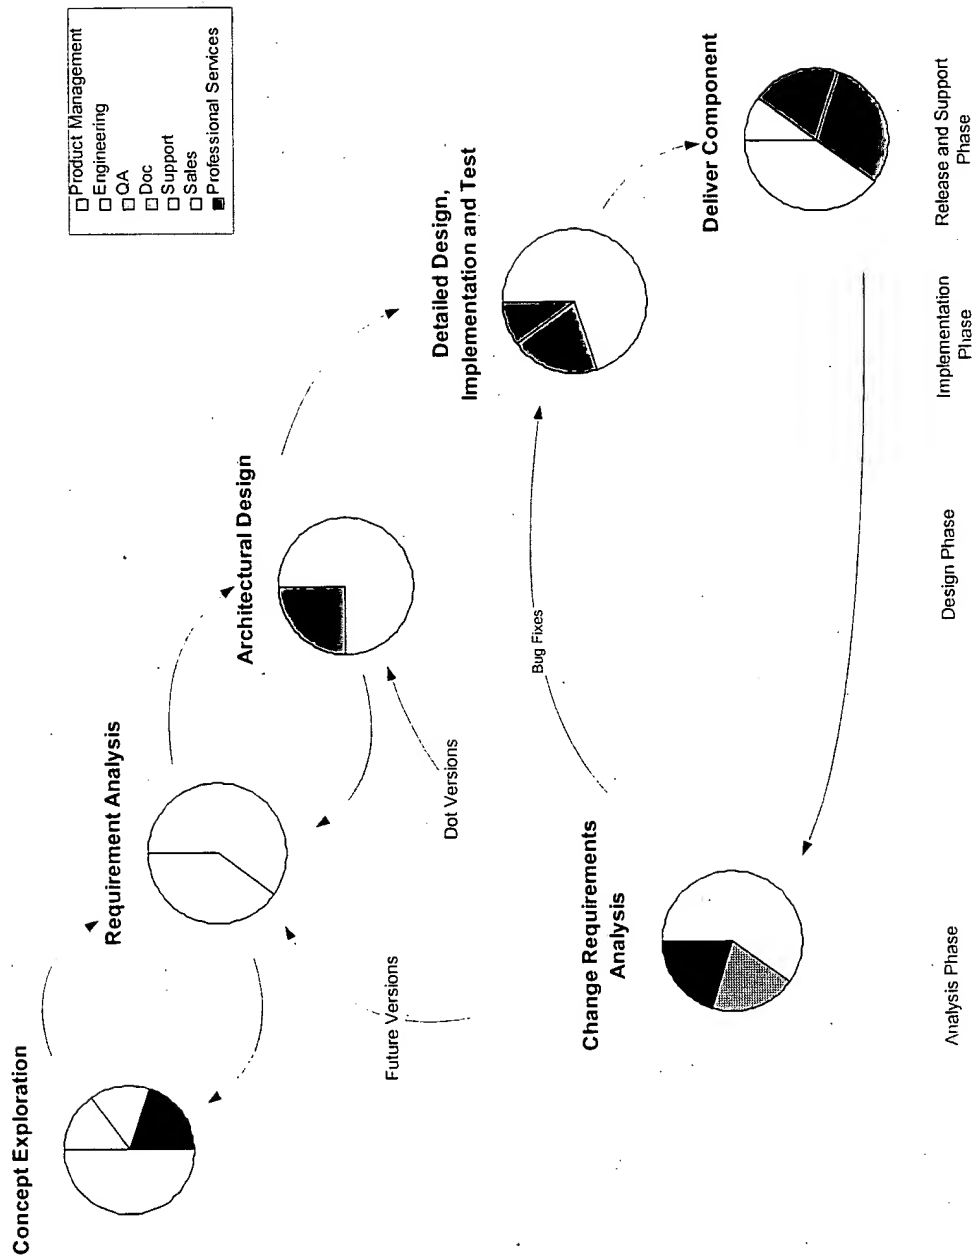 Product Management
Engineering
QA
Doc
Support
Sales
Professional Services
Concept Exploration
Requirement Analysis
Architectural Design
Detailed Design,
Implementation and Test
Deliver Component
Future Versions
Dot Versions
Bug Fixes
Change Requirements
Analysis
Analysis Phase
Design Phase
Implementation
Phase
Release and Support
Phase